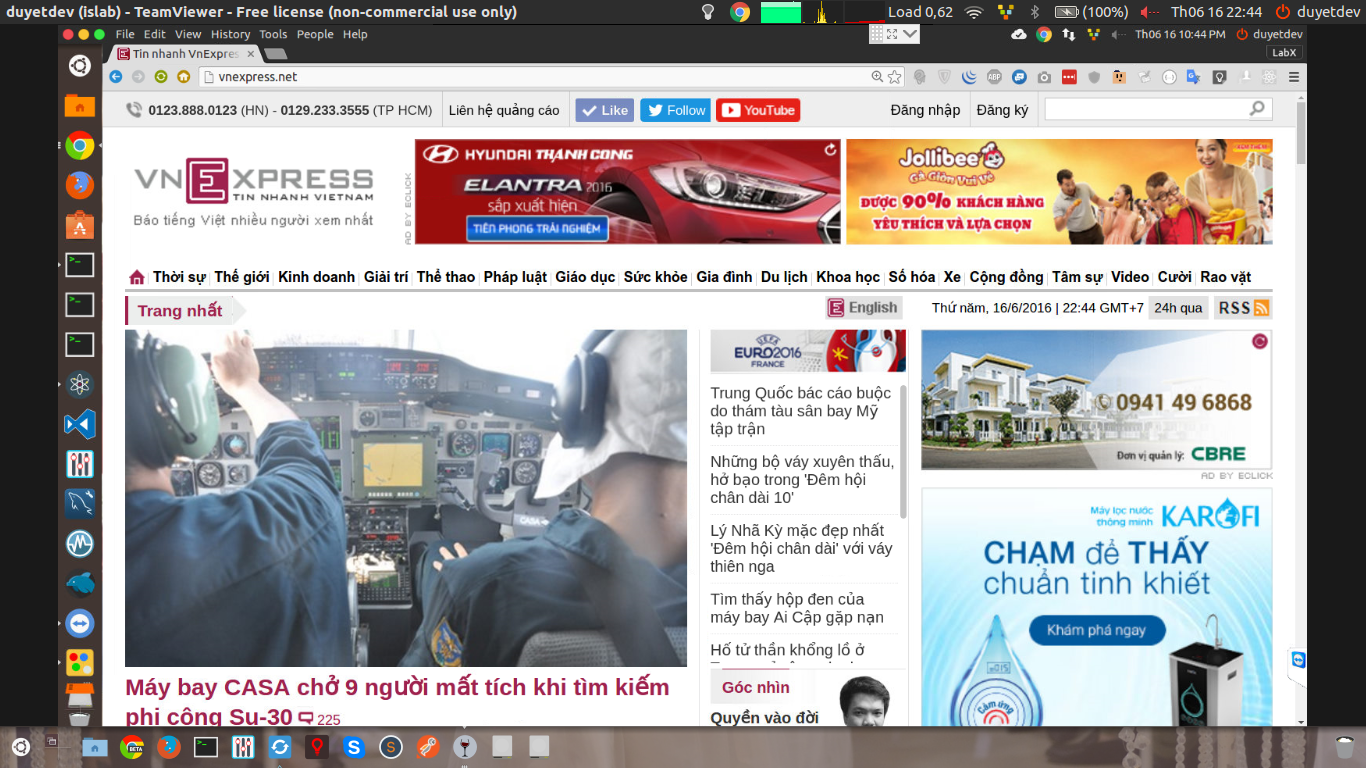 duyetdev (islab) - TeamViewer - Free license (non-commercial use only)
Load 0,62
(100%)
Th06 16 22:44
duyetdev
File Edit View History Tools People Help
Th06 16 10:44 PM
duyetdev
Tin nhanh VnExpres
LabX
vnexpress.net
ABP
0123.888.0123 (HN) - 0129.233.3555 (TP HCM)
Liên hệ quảng cáo
Like
Follow
YouTube
Đăng nhập
Đăng ký
VNEXPRESS
TIN NHANH VIETNAM
Báo tiếng Việt nhiều người xem nhất
AD BY ECLICK
HYUNDAI THÀNH CÔNG
ELANTRA 2016
sắp xuất hiện
TIÊN PHONG TRẢI NGHIỆM
Jollibee
Gà Giòn Vui Vẻ
ĐƯỢC 90% KHÁCH HÀNG
YÊU THÍCH VÀ LỰA CHỌN
XEM THÊM
Thời sự
Thế giới
Kinh doanh
Giải trí
Thể thao
Pháp luật
Giáo dục
Sức khỏe
Gia đình
Du lịch
Khoa học
Số hóa
Xe
Cộng đồng
Tâm sự
Video
Cười
Rao vặt
Trang nhất
E English
Thứ năm, 16/6/2016 | 22:44 GMT+7
24h qua
RSS
CASA
Máy bay CASA chở 9 người mất tích khi tìm kiếm
phi công Su-30 225
UEFA
EURO2016
FRANCE
Trung Quốc bác cáo buộc
do thám tàu sân bay Mỹ
tập trận
Những bộ váy xuyên thấu,
hở bạo trong 'Đêm hội
chân dài 10'
Lý Nhã Kỳ mặc đẹp nhất
'Đêm hội chân dài' với váy
thiên nga
Tìm thấy hộp đen của
máy bay Ai Cập gặp nạn
Hố tử thần khổng lồ ở
Góc nhìn
Quyền vào đời
0941 49 6868
Đơn vị quản lý: CBRE
AD BY ECLICK
Máy lọc nước
thông minh
KAROFI
CHẠM để THẤY
chuẩn tinh khiết
Khám phá ngay
015
Cảm ứng
BETA